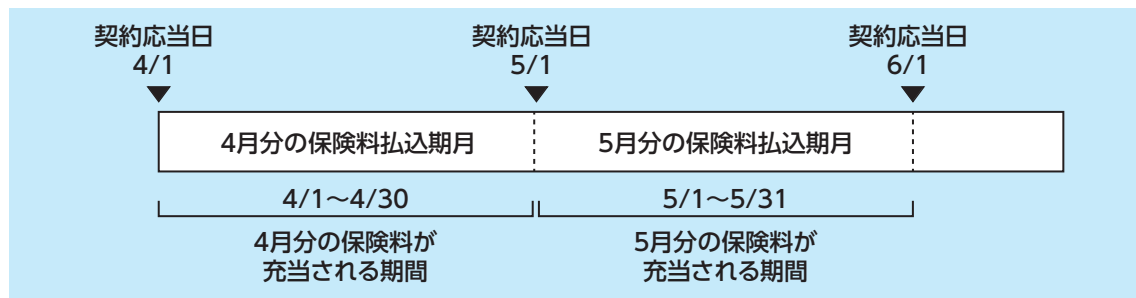 契約応当日 契約応当日 契約応当日
4/1 5/1 6/1
4月分の保険料払込期月 5月分の保険料払込期月
4/1〜4/30 5/1〜5/31
4月分の保険料が 5月分の保険料が
充当される期間 充当される期間